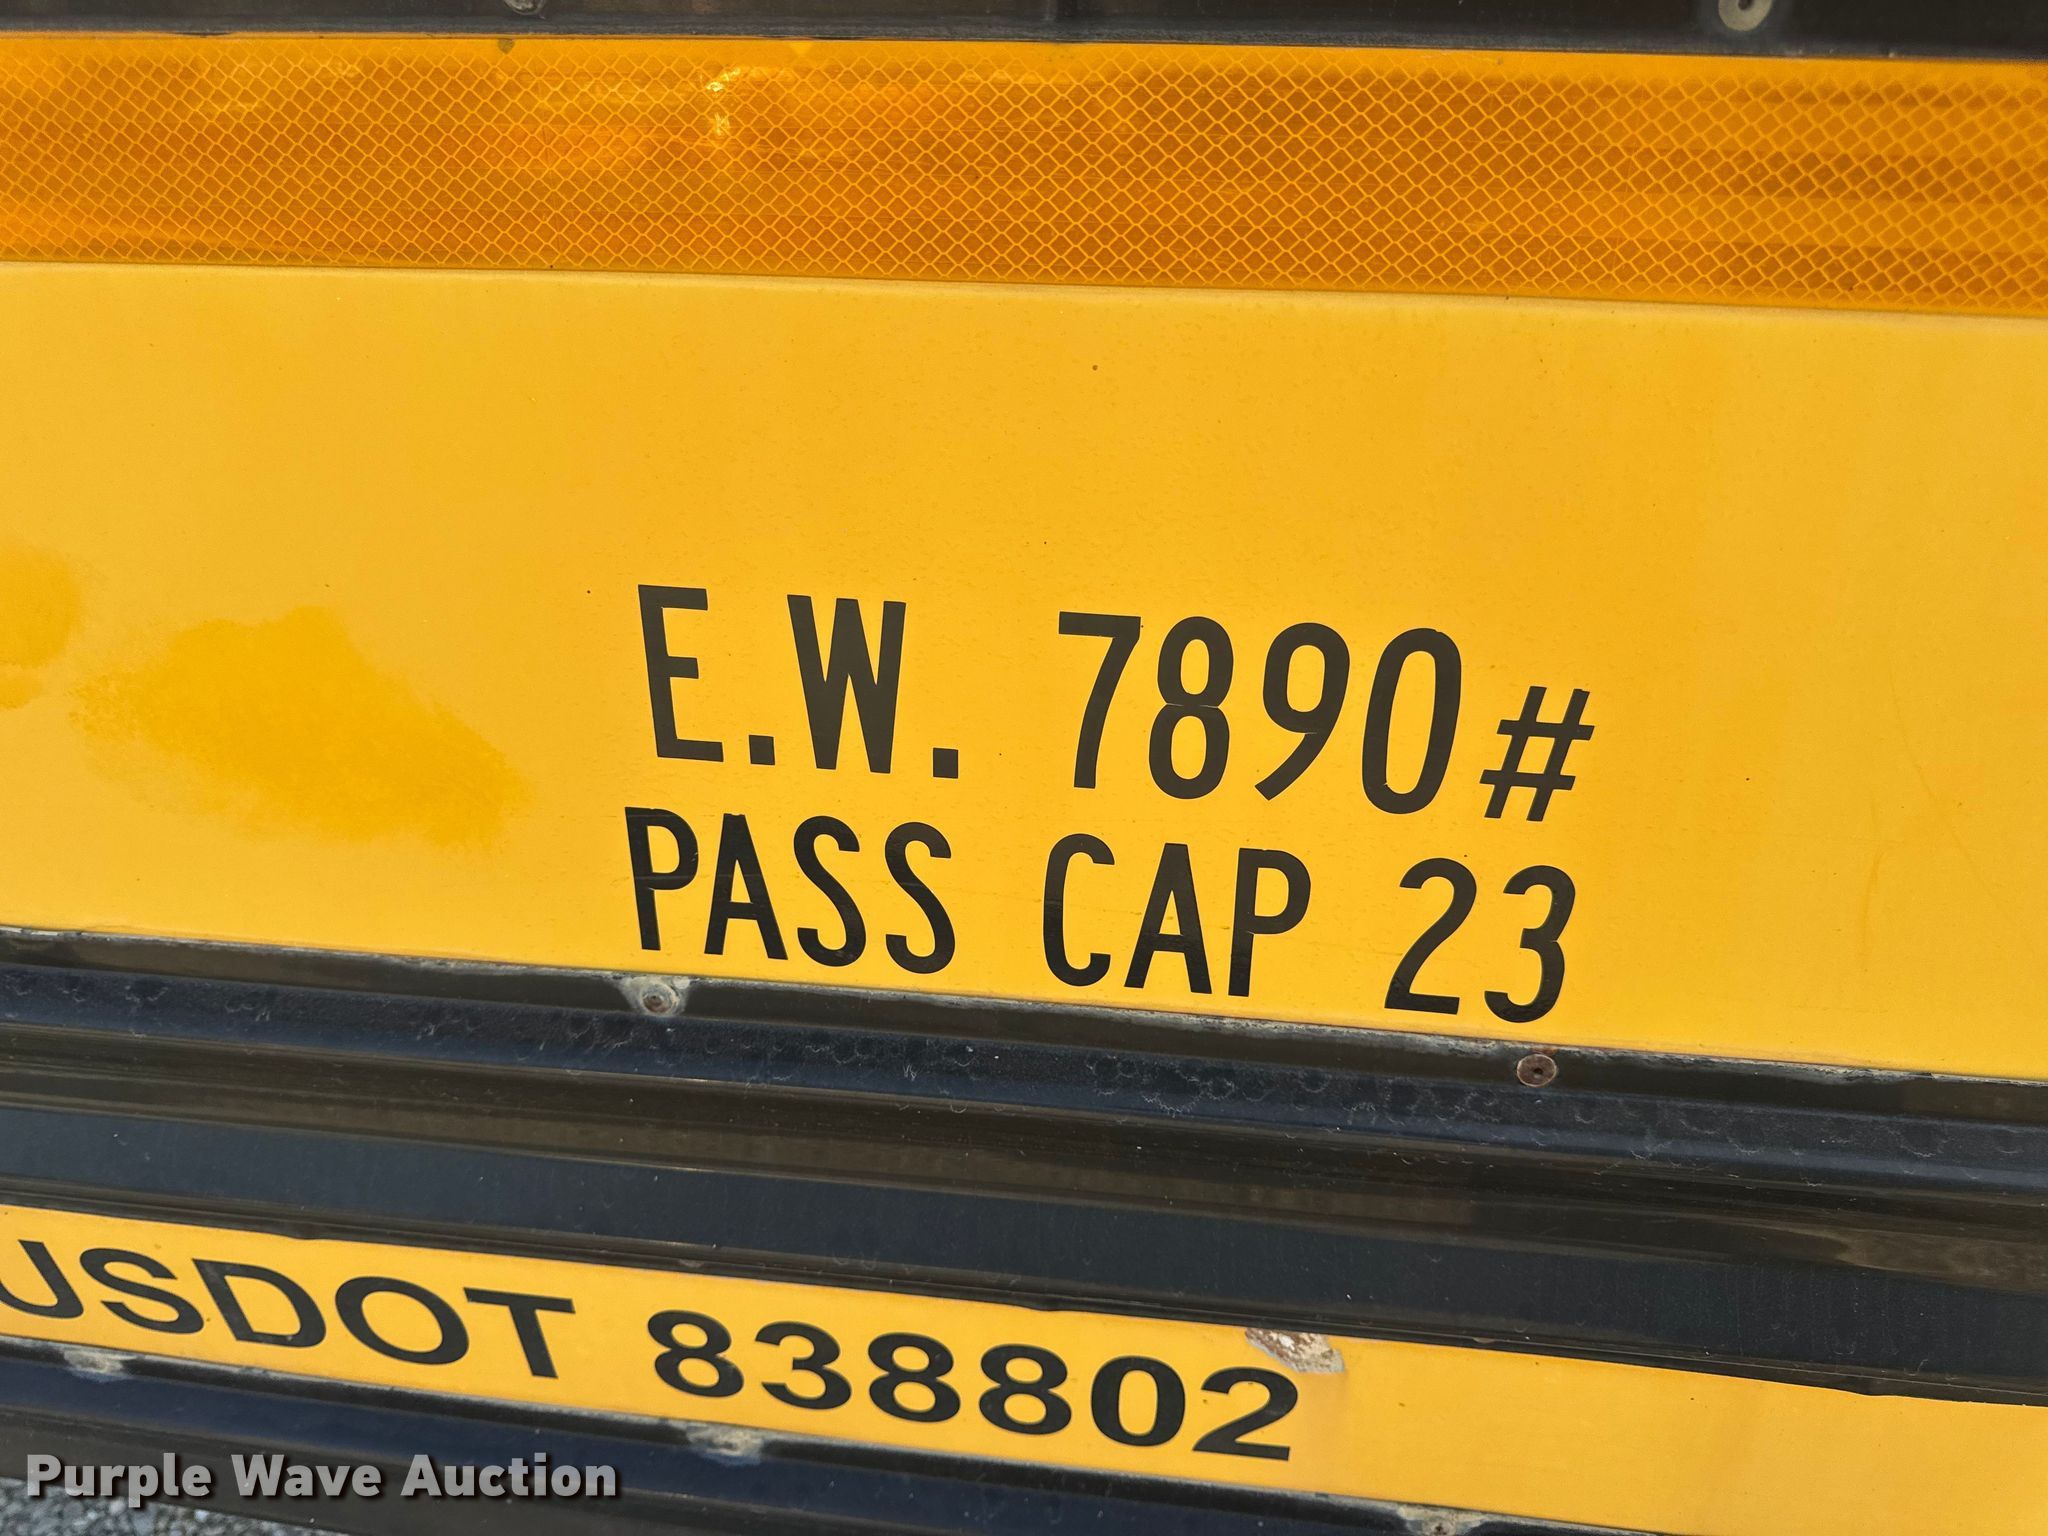 E.W. 7890#
PASS CAP 23
USDOT 838802
Purple Wave Auction